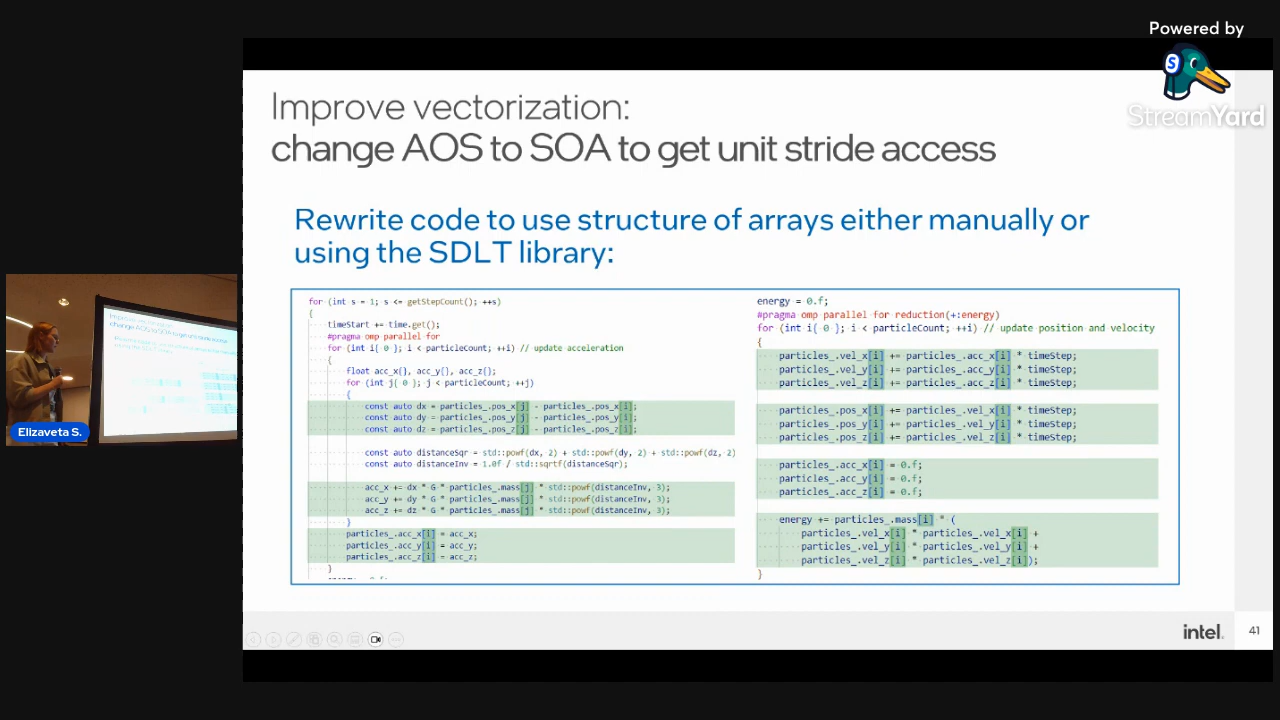 Powered by
StreamYard
Improve vectorization:
change AOS to SOA to get unit stride access
Rewrite code to use structure of arrays either manually or
using the SDLT library:
for (int s = 1; s <= getStepCount(); ++s)
{
timeStart += time.get();
#pragma omp parallel for
for (int i{ 0 }; i < particleCount; ++i) // update acceleration
{
float acc_x{}, acc_y{}, acc_z{};
for (int j{ 0 }; j < particleCount; ++j)
{
const auto dx = particles_.pos_x[j] - particles_.pos_x[i];
const auto dy = particles_.pos_y[j] - particles_.pos_y[i];
const auto dz = particles_.pos_z[j] - particles_.pos_z[i];
const auto distanceSqr = std::powf(dx, 2) + std::powf(dy, 2) + std::powf(dz, 2)
const auto distanceInv = 1.0f / std::sqrtf(distanceSqr);
acc_x += dx * G * particles_.mass[j] * std::powf(distanceInv, 3);
acc_y += dy * G * particles_.mass[j] * std::powf(distanceInv, 3);
acc_z += dz * G * particles_.mass[j] * std::powf(distanceInv, 3);
}
particles_.acc_x[i] = acc_x;
particles_.acc_y[i] = acc_y;
particles_.acc_z[i] = acc_z;
}
energy = 0.f;
#pragma omp parallel for reduction(+:energy)
for (int i{ 0 }; i < particleCount; ++i) // update position and velocity
{
particles_.vel_x[i] += particles_.acc_x[i] * timeStep;
particles_.vel_y[i] += particles_.acc_y[i] * timeStep;
particles_.vel_z[i] += particles_.acc_z[i] * timeStep;
particles_.pos_x[i] += particles_.vel_x[i] * timeStep;
particles_.pos_y[i] += particles_.vel_y[i] * timeStep;
particles_.pos_z[i] += particles_.vel_z[i] * timeStep;
particles_.acc_x[i] = 0.f;
particles_.acc_y[i] = 0.f;
particles_.acc_z[i] = 0.f;
energy += particles_.mass[i] * (
particles_.vel_x[i] * particles_.vel_x[i] +
particles_.vel_y[i] * particles_.vel_y[i] +
particles_.vel_z[i] * particles_.vel_z[i]);
}
Elizaveta S.
intel.
41